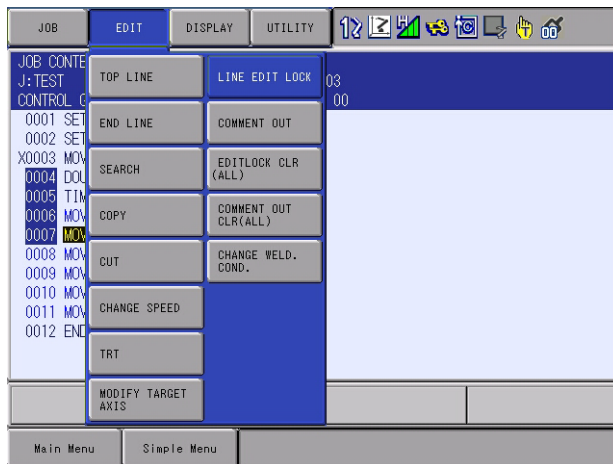 JOB EDIT DISPLAY UTILITY
JOB CONTE
J:TEST 03
CONTROL G 00
0001 SET
0002 SET
X0003 MOV
0004 DOU
0005 TIM
0006 MOV
0007 MOV
0008 MOV
0009 MOV
0010 MOV
0011 MOV
0012 END
TOP LINE
END LINE
SEARCH
COPY
CUT
CHANGE SPEED
TRT
MODIFY TARGET
AXIS
LINE EDIT LOCK
COMMENT OUT
EDITLOCK CLR
(ALL)
COMMENT OUT
CLR(ALL)
CHANGE WELD.
COND.
Main Menu Simple Menu